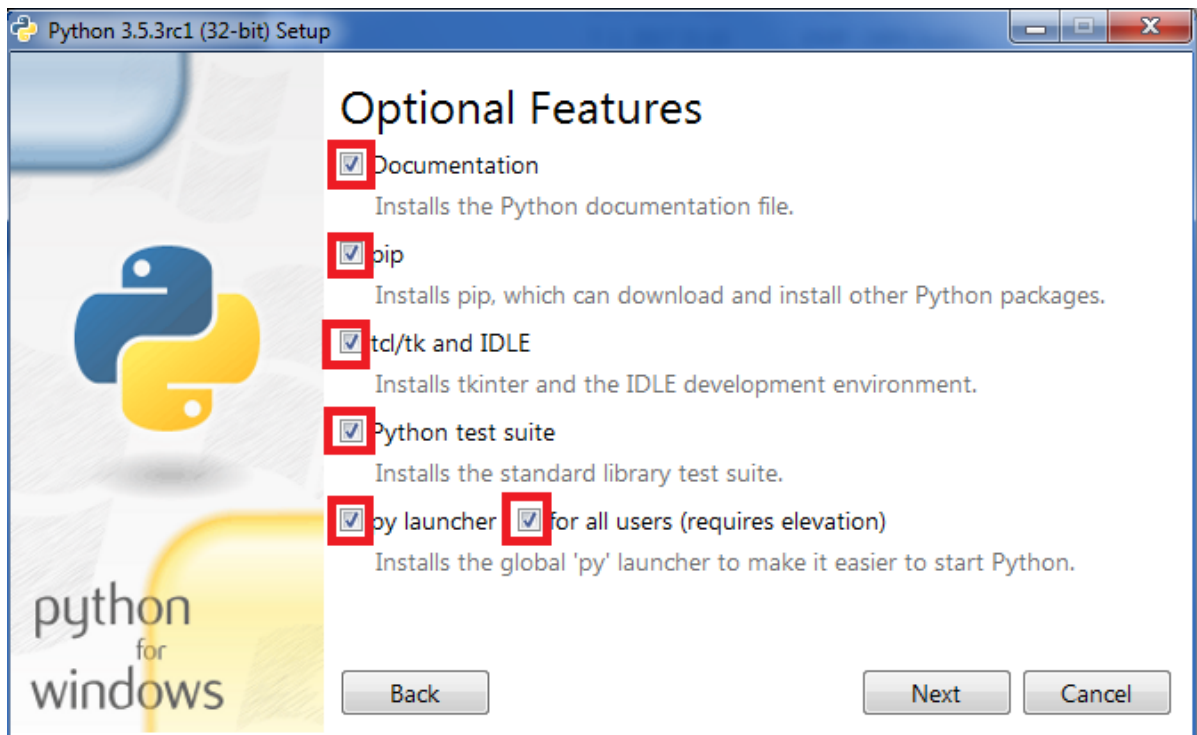 Python 3.5.3rc1 (32-bit) Setup
Optional Features
Documentation
Installs the Python documentation file.
pip
Installs pip, which can download and install other Python packages.
tcl/tk and IDLE
Installs tkinter and the IDLE development environment.
Python test suite
Installs the standard library test suite.
py launcher for all users (requires elevation)
Installs the global 'py' launcher to make it easier to start Python.
python
for
windows
Back Next Cancel